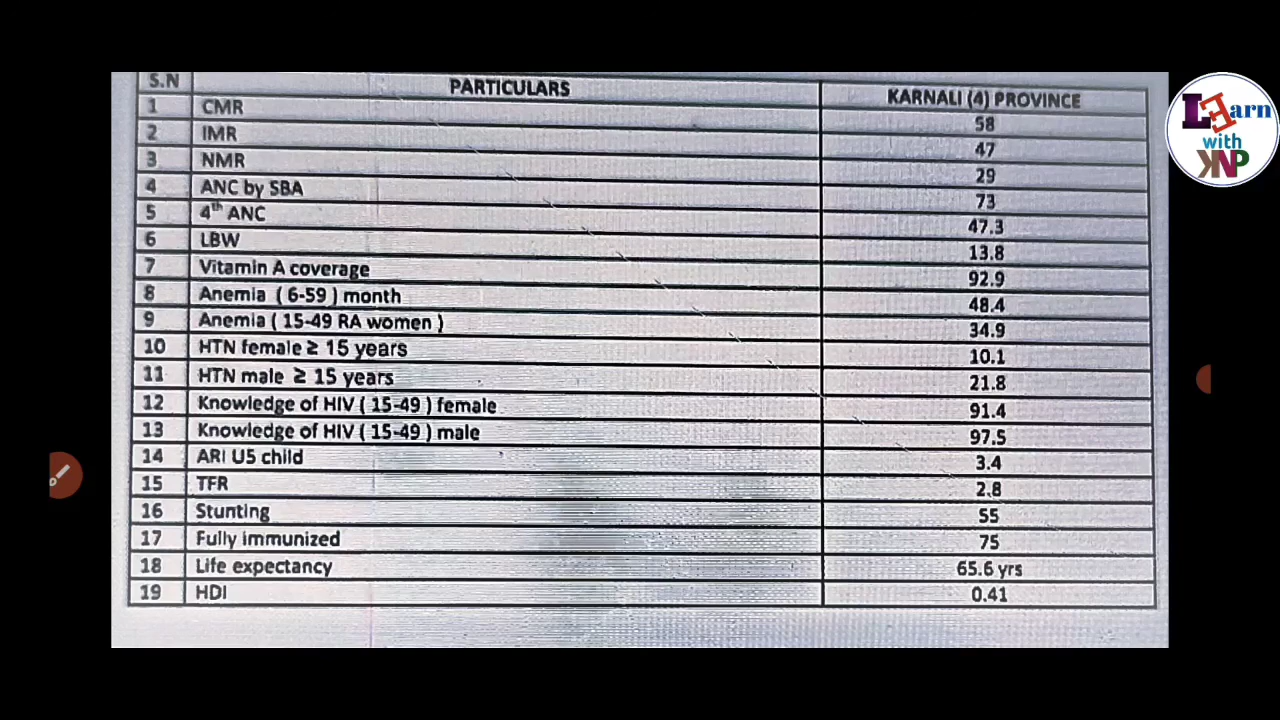 S.N PARTICULARS KARNALI (4) PROVINCE
1 CMR 58
2 IMR 47
3 NMR 29
4 ANC by SBA 73
5 4th ANC 47.3
6 LBW 13.8
7 Vitamin A coverage 92.9
8 Anemia ( 6-59 ) month 48.4
9 Anemia ( 15-49 RA women ) 34.9
10 HTN female ≥ 15 years 10.1
11 HTN male ≥ 15 years 21.8
12 Knowledge of HIV ( 15-49 ) female 91.4
13 Knowledge of HIV ( 15-49 ) male 97.5
14 ARI U5 child 3.4
15 TFR 2.8
16 Stunting 55
17 Fully immunized 75
18 Life expectancy 65.6 yrs
19 HDI 0.41
LEarn
with
KNP